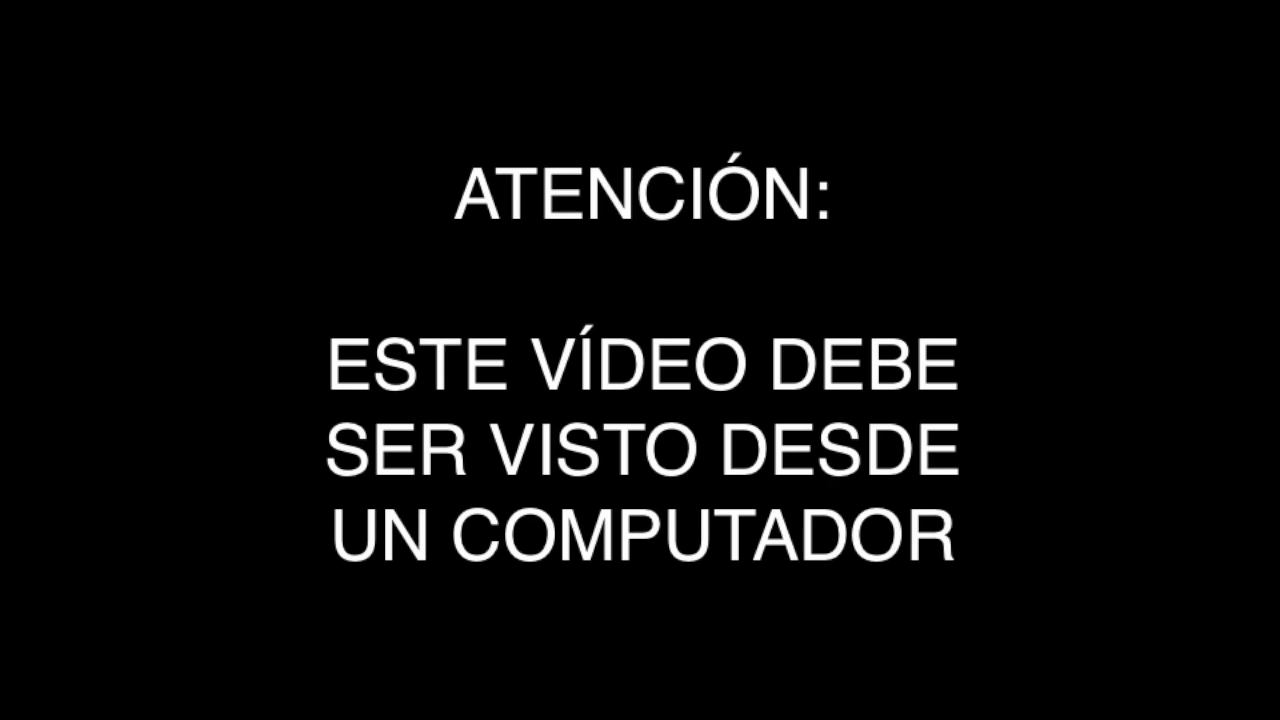 ATENCIÓN:
ESTE VÍDEO DEBE
SER VISTO DESDE
UN COMPUTADOR